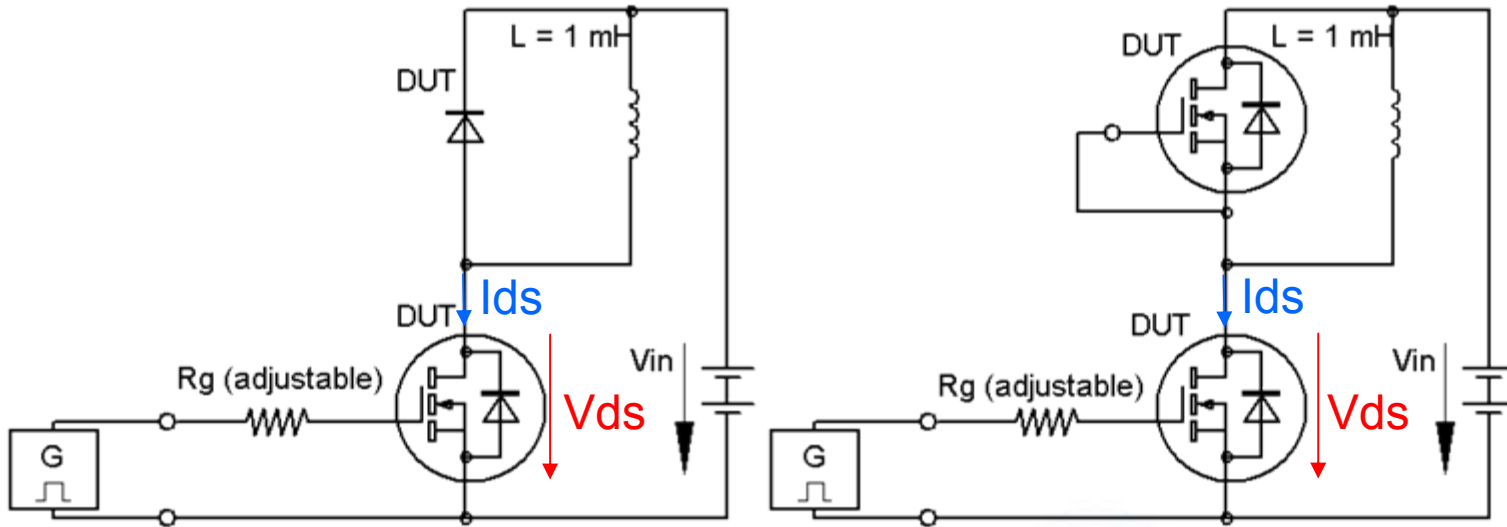 L = 1 mH
DUT
Ids
DUT
Rg (adjustable)
Vds
Vin
G
DUT
L = 1 mH
Ids
DUT
Rg (adjustable)
Vds
Vin
G